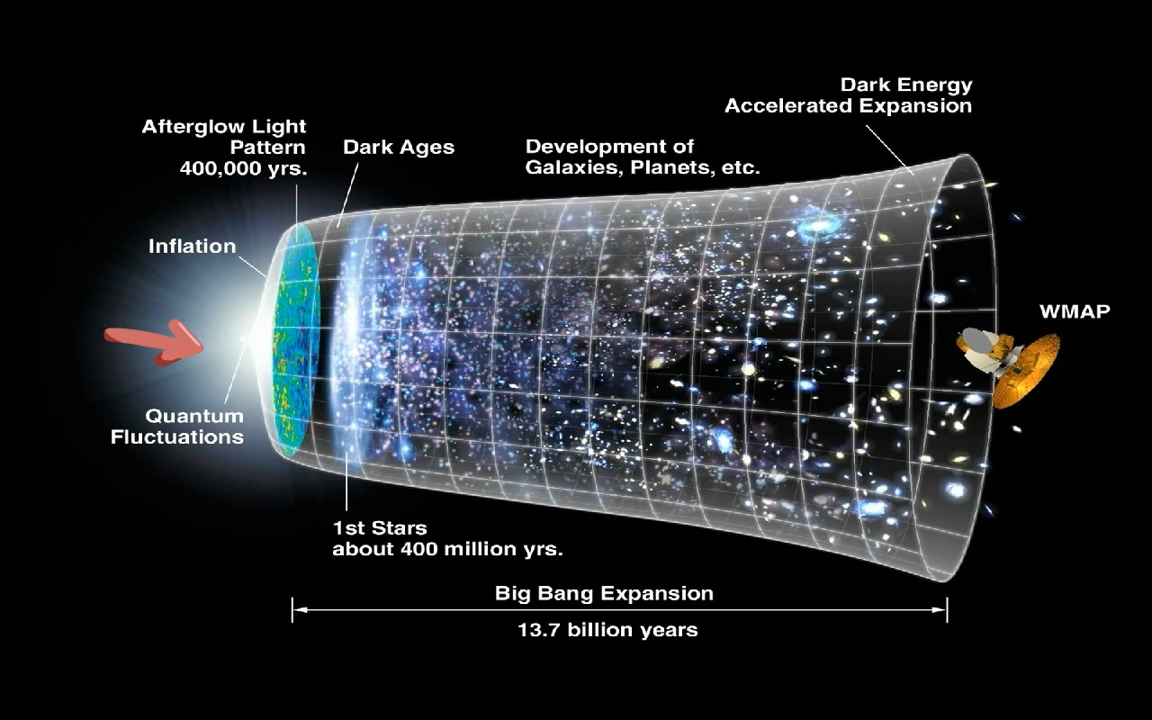 Dark Energy
Accelerated Expansion
Afterglow Light
Pattern
400,000 yrs.
Dark Ages
Development of
Galaxies, Planets, etc.
Inflation
WMAP
Quantum
Fluctuations
1st Stars
about 400 million yrs.
Big Bang Expansion
13.7 billion years